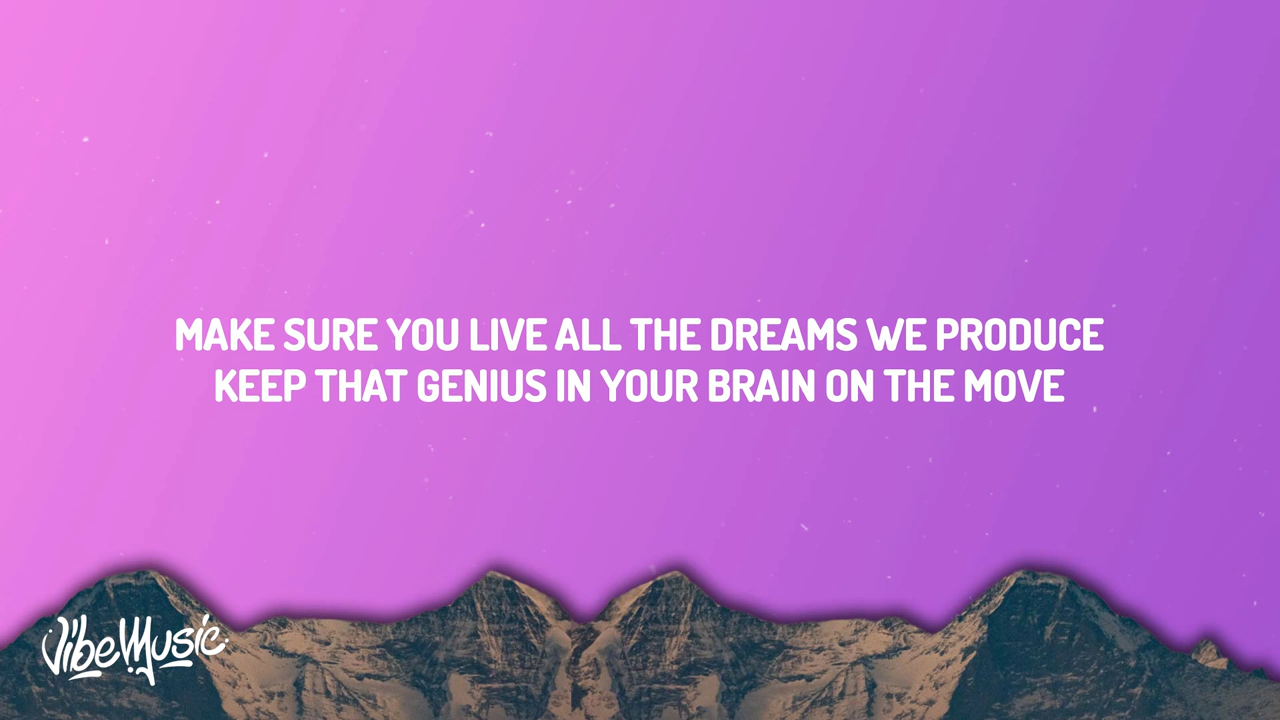 MAKE SURE YOU LIVE ALL THE DREAMS WE PRODUCE
KEEP THAT GENIUS IN YOUR BRAIN ON THE MOVE
VibeMusic